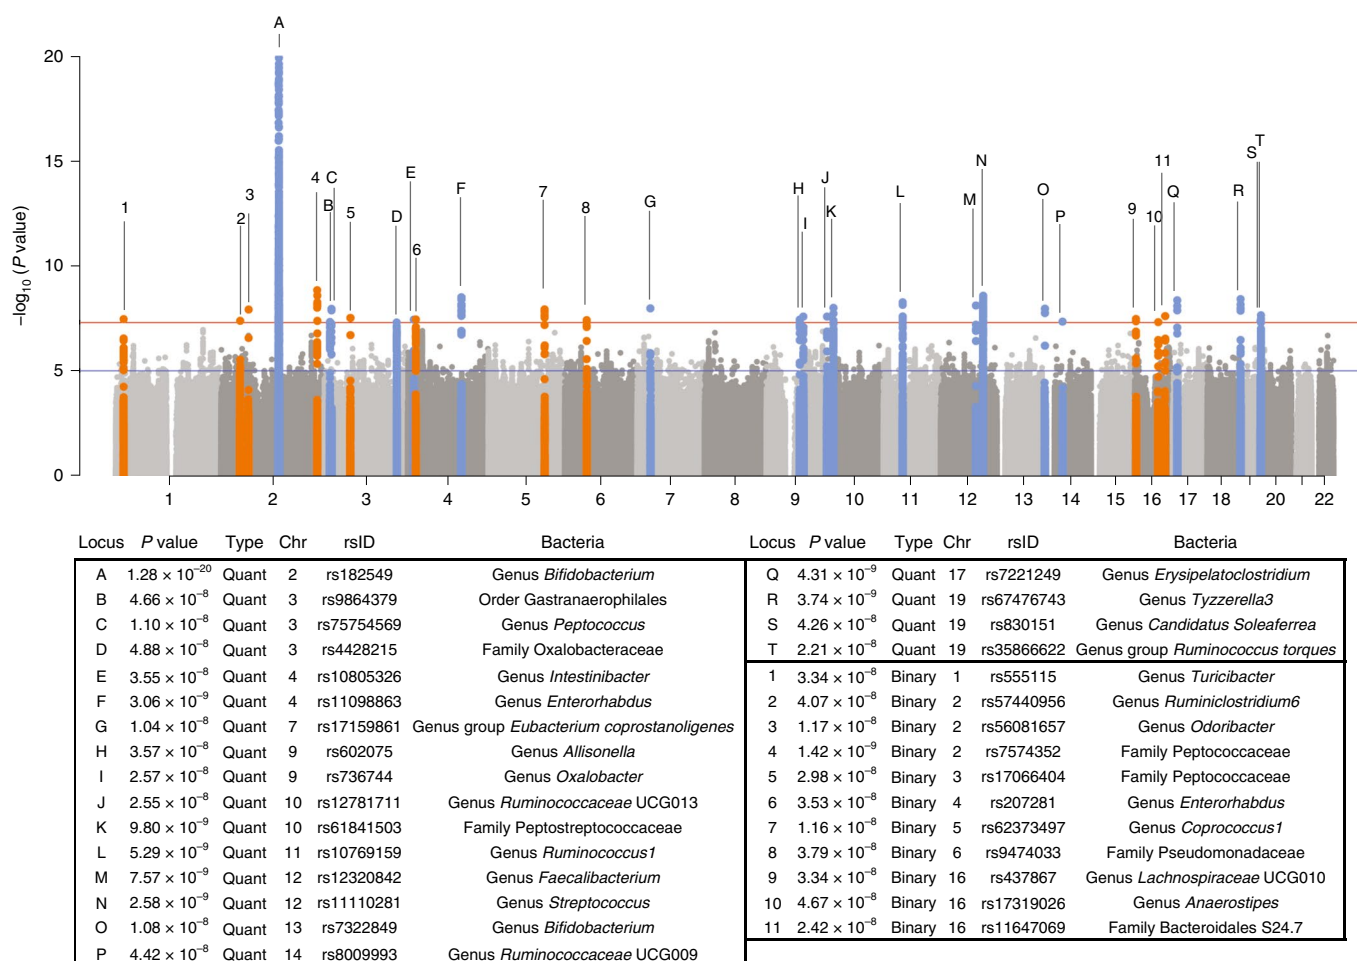 −log10 (P value)
20
15
10
5
0
A
1
2
3
4
C
B
5
D
E
6
F
7
8
G
H
I
J
K
L
M
N
O
P
9
10
11
Q
R
S
T
1 2 3 4 5 6 7 8 9 10 11 12 13 14 15 16 17 18 20 22
Locus P value Type Chr rsID Bacteria
A 1.28 × 10⁻²⁰ Quant 2 rs182549 Genus Bifidobacterium
B 4.66 × 10⁻⁸ Quant 3 rs9864379 Order Gastranaerophilales
C 1.10 × 10⁻⁸ Quant 3 rs75754569 Genus Peptococcus
D 4.88 × 10⁻⁸ Quant 3 rs4428215 Family Oxalobacteraceae
E 3.55 × 10⁻⁸ Quant 4 rs10805326 Genus Intestinibacter
F 3.06 × 10⁻⁹ Quant 4 rs11098863 Genus Enterorhabdus
G 1.04 × 10⁻⁸ Quant 7 rs17159861 Genus group Eubacterium coprostanoligenes
H 3.57 × 10⁻⁸ Quant 9 rs602075 Genus Allisonella
I 2.57 × 10⁻⁸ Quant 9 rs736744 Genus Oxalobacter
J 2.55 × 10⁻⁸ Quant 10 rs12781711 Genus Ruminococcaceae UCG013
K 9.80 × 10⁻⁹ Quant 10 rs61841503 Family Peptostreptococcaceae
L 5.29 × 10⁻⁹ Quant 11 rs10769159 Genus Ruminococcus1
M 7.57 × 10⁻⁹ Quant 12 rs12320842 Genus Faecalibacterium
N 2.58 × 10⁻⁹ Quant 12 rs11110281 Genus Streptococcus
O 1.08 × 10⁻⁸ Quant 13 rs7322849 Genus Bifidobacterium
P 4.42 × 10⁻⁸ Quant 14 rs8009993 Genus Ruminococcaceae UCG009
Locus P value Type Chr rsID Bacteria
Q 4.31 × 10⁻⁹ Quant 17 rs7221249 Genus Erysipelatoclostridium
R 3.74 × 10⁻⁹ Quant 19 rs67476743 Genus Tyzzerella3
S 4.26 × 10⁻⁸ Quant 19 rs830151 Genus Candidatus Soleaferrea
T 2.21 × 10⁻⁸ Quant 19 rs35866622 Genus group Ruminococcus torques
1 3.34 × 10⁻⁸ Binary 1 rs555115 Genus Turicibacter
2 4.07 × 10⁻⁸ Binary 2 rs57440956 Genus Ruminiclostridium6
3 1.17 × 10⁻⁸ Binary 2 rs56081657 Genus Odoribacter
4 1.42 × 10⁻⁹ Binary 2 rs7574352 Family Peptococcaceae
5 2.98 × 10⁻⁸ Binary 3 rs17066404 Family Peptococcaceae
6 3.53 × 10⁻⁸ Binary 4 rs207281 Genus Enterorhabdus
7 1.16 × 10⁻⁸ Binary 5 rs62373497 Genus Coprococcus1
8 3.79 × 10⁻⁸ Binary 6 rs9474033 Family Pseudomonadaceae
9 3.34 × 10⁻⁸ Binary 16 rs437867 Genus Lachnospiraceae UCG010
10 4.67 × 10⁻⁸ Binary 16 rs17319026 Genus Anaerostipes
11 2.42 × 10⁻⁸ Binary 16 rs11647069 Family Bacteroidales S24.7